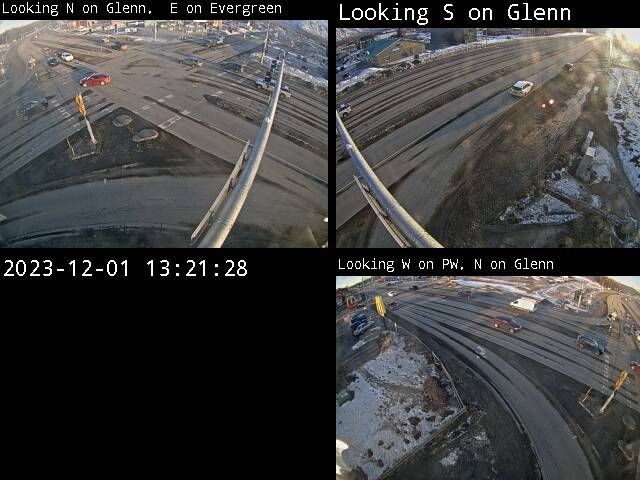 Looking N on Glenn, E on Evergreen
Looking S on Glenn
2023-12-01 13:21:28
Looking W on PW, N on Glenn